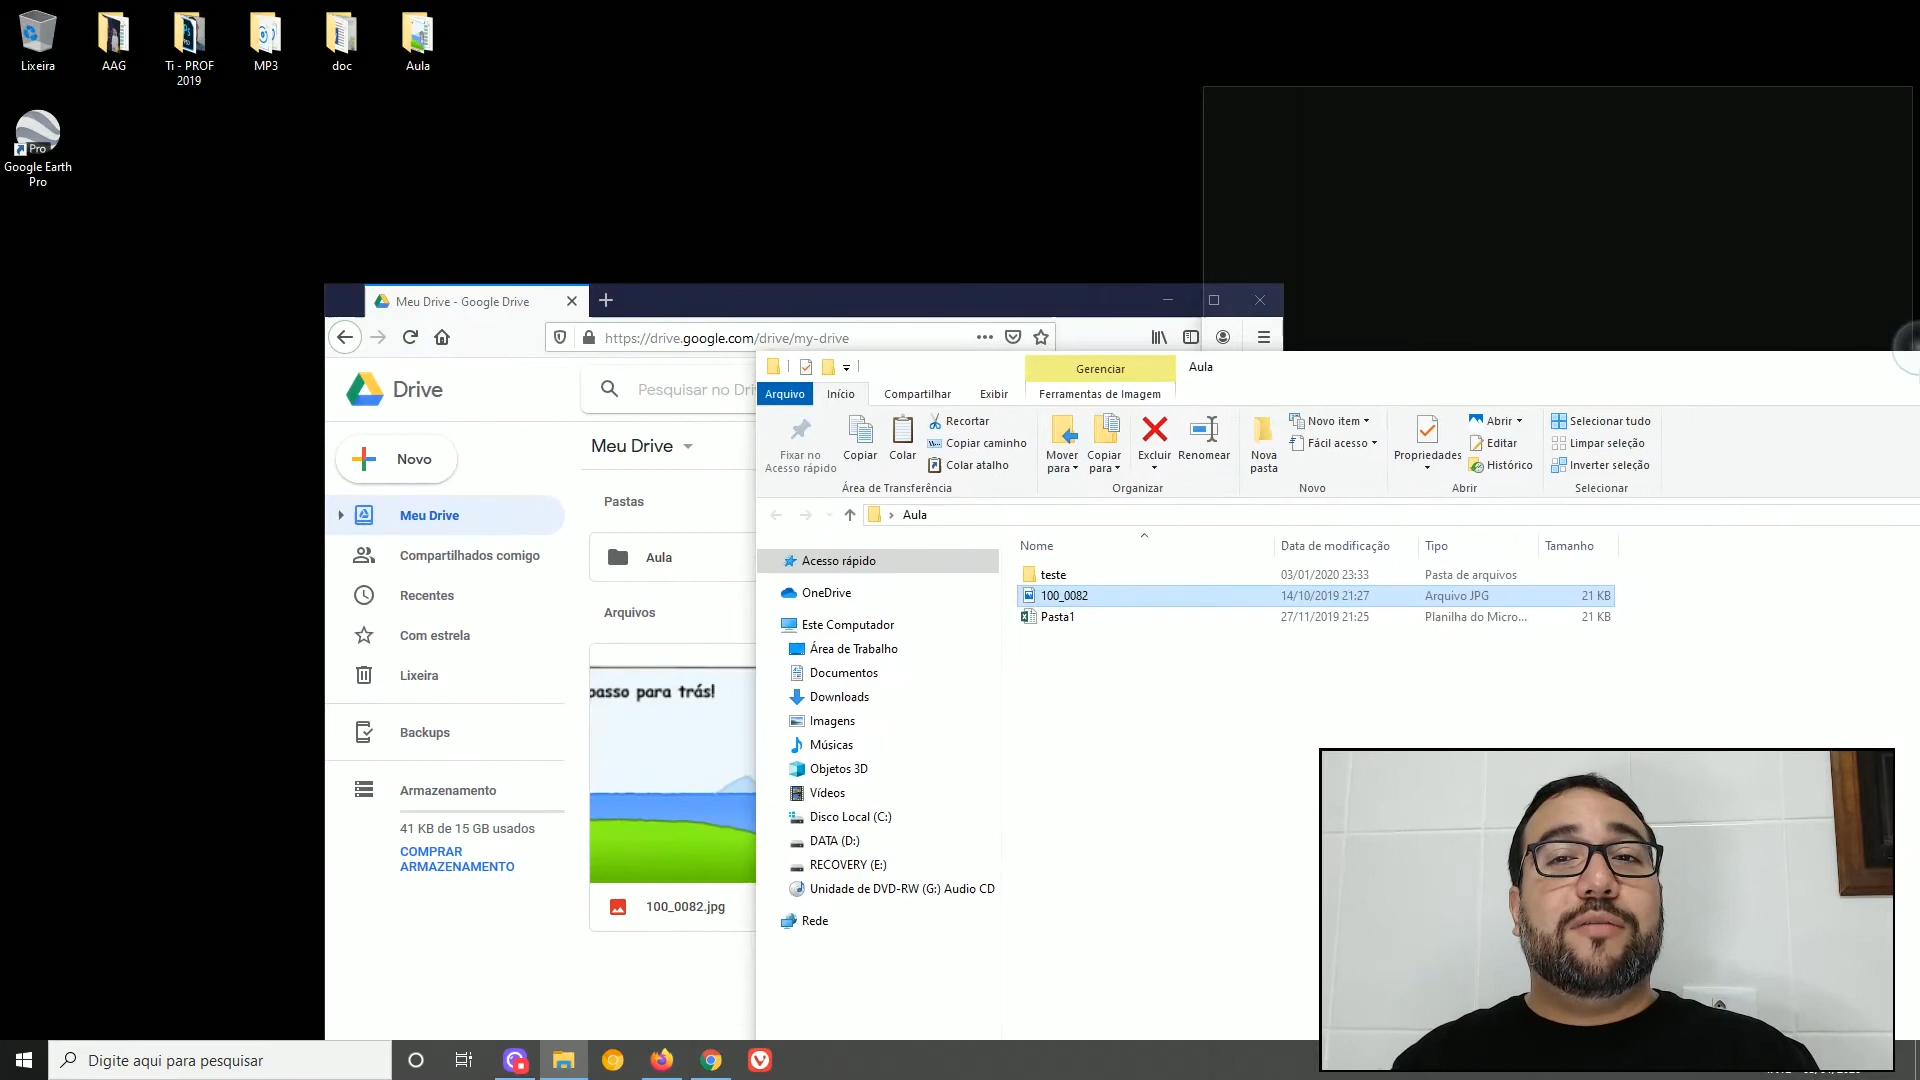 Lixeira
AAG
Ti - PROF
2019
MP3
doc
Aula
Pro
Google Earth
Pro
Meu Drive - Google Drive
https://drive.google.com/drive/my-drive
Drive
Pesquisar no Dri
Novo
Meu Drive
Compartilhados comigo
Recentes
Com estrela
Lixeira
Backups
Armazenamento
41 KB de 15 GB usados
COMPRAR
ARMAZENAMENTO
Meu Drive
Pastas
Aula
Arquivos
passo para trás!
100_0082.jpg
Gerenciar
Aula
Arquivo
Início
Compartilhar
Exibir
Ferramentas de Imagem
Fixar no
Acesso rápido
Copiar
Colar
Recortar
Copiar caminho
Colar atalho
Área de Transferência
Mover
para
Copiar
para
Excluir
Renomear
Organizar
Nova
pasta
Novo item
Fácil acesso
Novo
Propriedades
Abrir
Editar
Histórico
Abrir
Selecionar tudo
Limpar seleção
Inverter seleção
Selecionar
Aula
Acesso rápido
OneDrive
Este Computador
Área de Trabalho
Documentos
Downloads
Imagens
Músicas
Objetos 3D
Vídeos
Disco Local (C:)
DATA (D:)
RECOVERY (E:)
Unidade de DVD-RW (G:) Audio CD
Rede
Nome Data de modificação Tipo Tamanho
teste 03/01/2020 23:33 Pasta de arquivos
100_0082 14/10/2019 21:27 Arquivo JPG 21 KB
Pasta1 27/11/2019 21:25 Planilha do Micro... 21 KB
Digite aqui para pesquisar